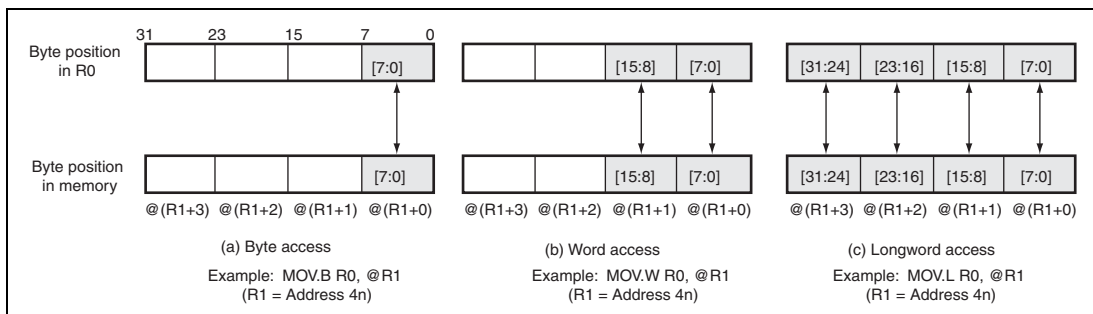 31 23 15 7 0
Byte position
in R0
[7:0]
[15:8] [7:0]
[31:24] [23:16] [15:8] [7:0]
Byte position
in memory
[7:0]
[15:8] [7:0]
[31:24] [23:16] [15:8] [7:0]
@(R1+3) @(R1+2) @(R1+1) @(R1+0)
@(R1+3) @(R1+2) @(R1+1) @(R1+0)
@(R1+3) @(R1+2) @(R1+1) @(R1+0)
(a) Byte access
Example: MOV.B R0, @R1
(R1 = Address 4n)
(b) Word access
Example: MOV.W R0, @R1
(R1 = Address 4n)
(c) Longword access
Example: MOV.L R0, @R1
(R1 = Address 4n)